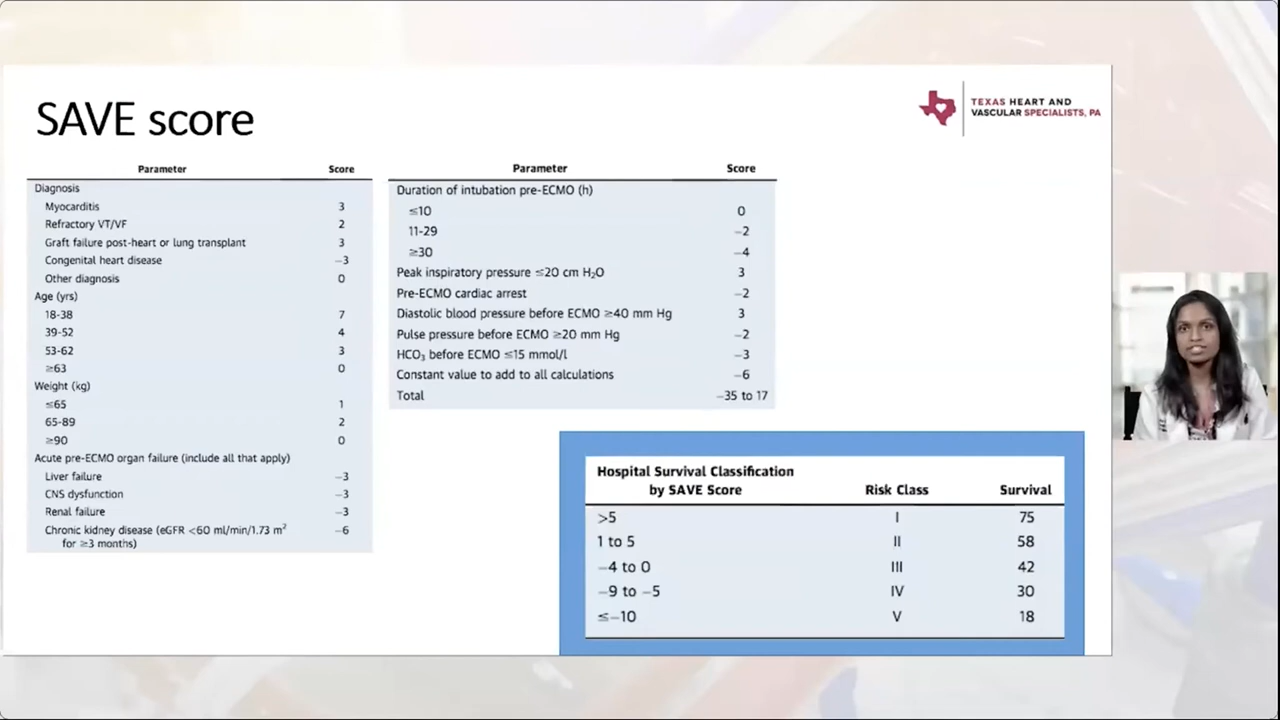 SAVE score
TEXAS HEART AND
VASCULAR SPECIALISTS, PA
Parameter Score
Diagnosis
Myocarditis 3
Refractory VT/VF 2
Graft failure post-heart or lung transplant 3
Congenital heart disease −3
Other diagnosis 0
Age (yrs)
18-38 7
39-52 4
53-62 3
≥63 0
Weight (kg)
≤65 1
65-89 2
≥90 0
Acute pre-ECMO organ failure (include all that apply)
Liver failure −3
CNS dysfunction −3
Renal failure −3
Chronic kidney disease (eGFR <60 ml/min/1.73 m² −6
for ≥3 months)
Parameter Score
Duration of intubation pre-ECMO (h)
≤10 0
11-29 −2
≥30 −4
Peak inspiratory pressure ≤20 cm H₂O 3
Pre-ECMO cardiac arrest −2
Diastolic blood pressure before ECMO ≥40 mm Hg 3
Pulse pressure before ECMO ≥20 mm Hg −2
HCO₃ before ECMO ≤15 mmol/l −3
Constant value to add to all calculations −6
Total −35 to 17
Hospital Survival Classification
by SAVE Score Risk Class Survival
>5 I 75
1 to 5 II 58
−4 to 0 III 42
−9 to −5 IV 30
≤−10 V 18